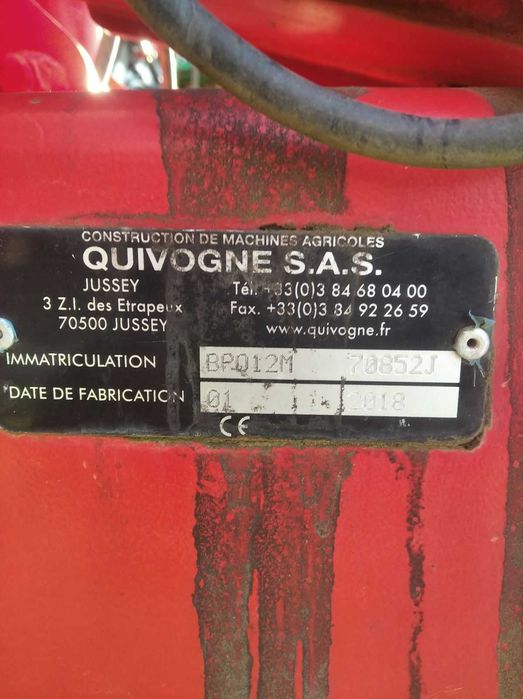 CONSTRUCTION DE MACHINES AGRICOLES
QUIVOGNE S.A.S.
JUSSEY Tél. +33(0)3 84 68 04 00
3 Z.I. des Etrapeux Fax. +33(0)3 84 92 26 59
70500 JUSSEY www.quivogne.fr
IMMATRICULATION BPQ12M 70852J
DATE DE FABRICATION 01 2018
CE